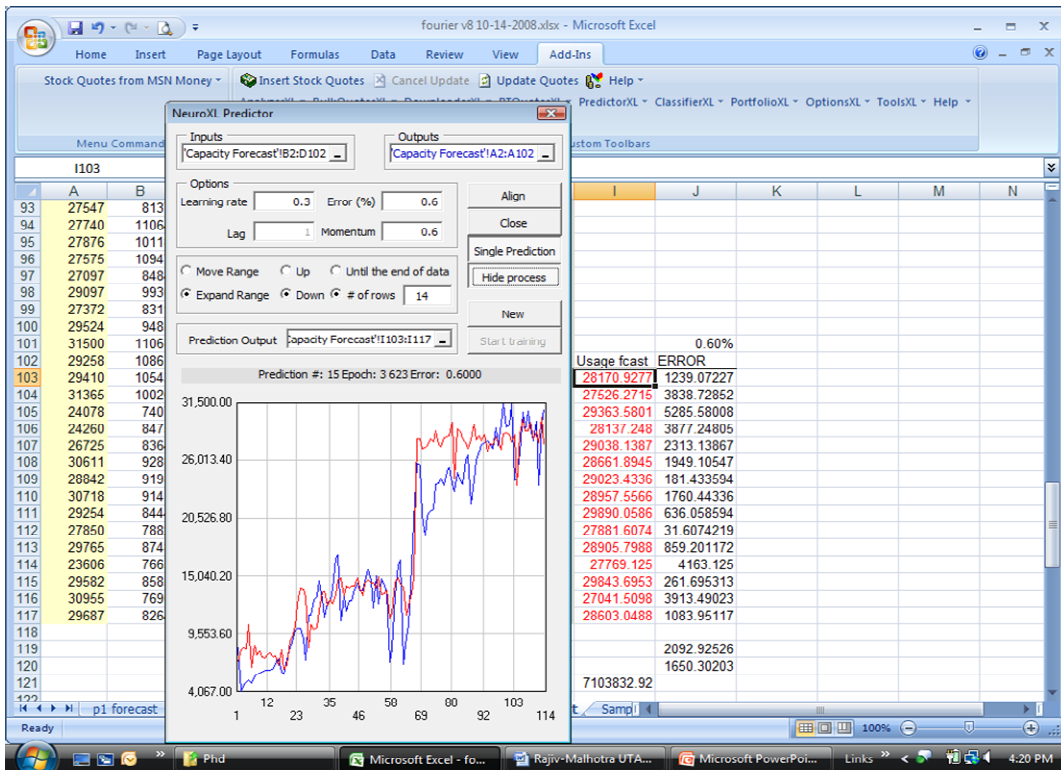 fourier v8 10-14-2008.xlsx - Microsoft Excel
Home Insert Page Layout Formulas Data Review View Add-Ins
Stock Quotes from MSN Money Insert Stock Quotes Cancel Update Update Quotes Help
PredictorXL ClassifierXL PortfolioXL OptionsXL ToolsXL Help
Menu Command ustom Toolbars
I103
NeuroXL Predictor
Inputs
'Capacity Forecast'!B2:D102
Outputs
'Capacity Forecast'!A2:A102
Options
Learning rate 0.3 Error (%) 0.6
Lag 1 Momentum 0.6
Move Range Up Until the end of data
Expand Range Down # of rows 14
Prediction Output Capacity Forecast'!I103:I117
Align
Close
Single Prediction
Hide process
New
Start training
Prediction #: 15 Epoch: 3 623 Error: 0.6000
31,500.00
26,013.40
20,526.80
15,040.20
9,553.60
4,067.00
12 35 58 80 103
1 23 46 69 92 114
A B I J K L M N
93 27547 813
94 27740 1106
95 27876 1011
96 27575 1094
97 27097 848
98 29097 993
99 27372 831
100 29524 948
101 31500 1106 0.60%
102 29258 1086 Usage fcast ERROR
103 29410 1054 28170.9277 1239.07227
104 31365 1002 27526.2715 3838.72852
105 24078 740 29363.5801 5285.58008
106 24260 847 28137.248 3877.24805
107 26725 836 29038.1387 2313.13867
108 30611 928 28661.8945 1949.10547
109 28842 919 29023.4336 181.433594
110 30718 914 28957.5566 1760.44336
111 29254 844 29890.0586 636.058594
112 27850 788 27881.6074 31.6074219
113 29765 874 28905.7988 859.201172
114 23606 766 27769.125 4163.125
115 29582 858 29843.6953 261.695313
116 30955 769 27041.5098 3913.49023
117 29687 826 28603.0488 1083.95117
118
119 2092.92526
120 1650.30203
121 7103832.92
122
p1 forecast t Sampl
Ready 100%
Phd Microsoft Excel - fo... Rajiv-Malhotra UTA... Microsoft PowerPoi... Links 4:20 PM